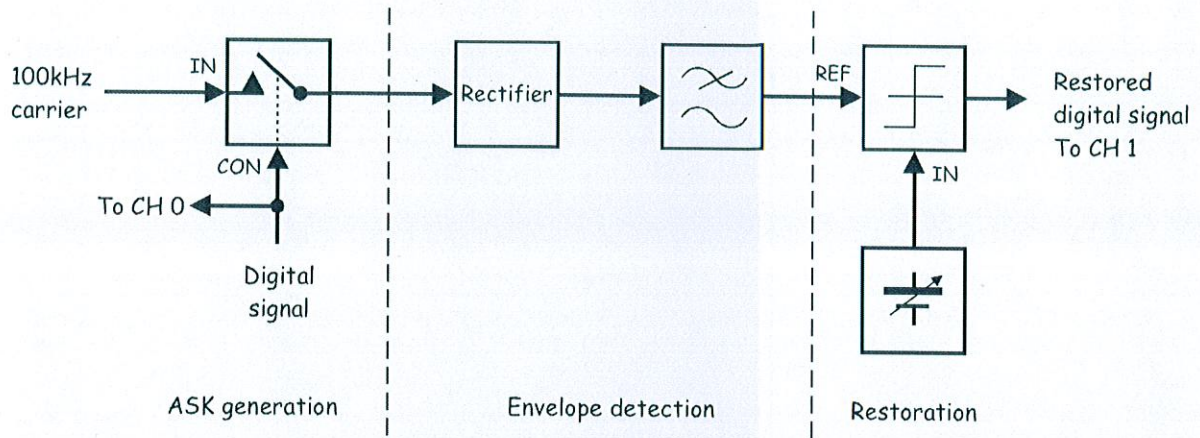 100kHz
carrier
IN
CON
To CH 0
Digital
signal
Rectifier
REF
IN
Restored
digital signal
To CH 1
ASK generation
Envelope detection
Restoration